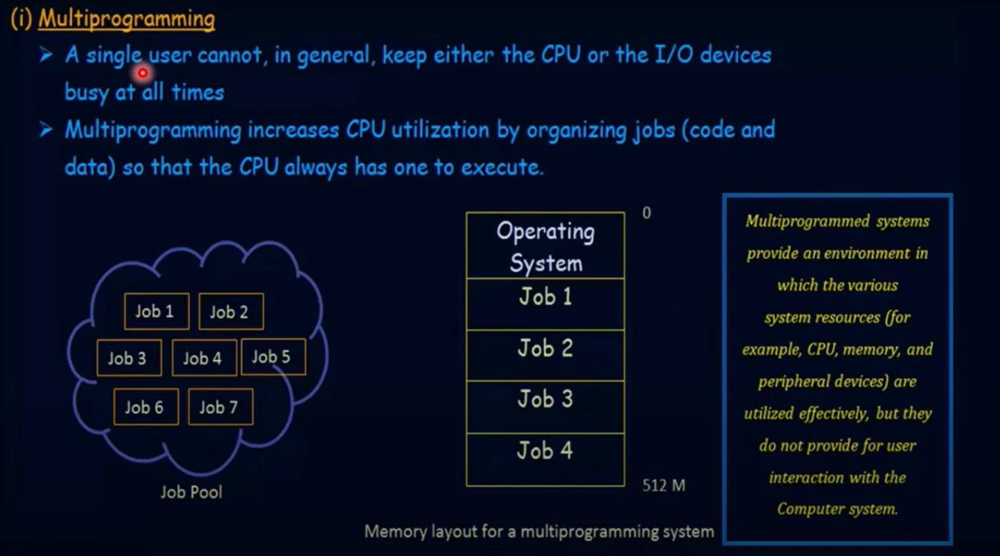 (i) Multiprogramming
➢ A single user cannot, in general, keep either the CPU or the I/O devices
busy at all times
➢ Multiprogramming increases CPU utilization by organizing jobs (code and
data) so that the CPU always has one to execute.
Job 1
Job 2
Job 3
Job 4
Job 5
Job 6
Job 7
Job Pool
0
Operating
System
Job 1
Job 2
Job 3
Job 4
512 M
Memory layout for a multiprogramming system
Multiprogrammed systems
provide an environment in
which the various
system resources (for
example, CPU, memory, and
peripheral devices) are
utilized effectively, but they
do not provide for user
interaction with the
Computer system.